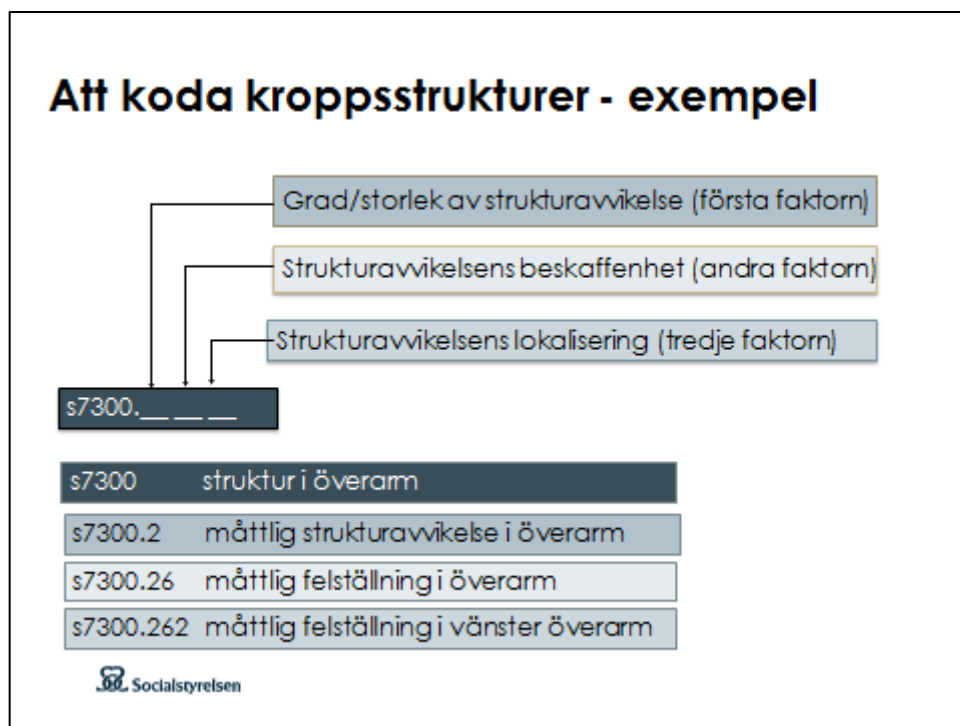 Att koda kroppsstrukturer - exempel
Grad/storlek av strukturavvikelse (första faktorn)
Strukturavvikelsens beskaffenhet (andra faktorn)
Strukturavvikelsens lokalisering (tredje faktorn)
s7300.__ __ __
s7300 struktur i överarm
s7300.2 måttlig strukturavvikelse i överarm
s7300.26 måttlig felställning i överarm
s7300.262 måttlig felställning i vänster överarm
Socialstyrelsen